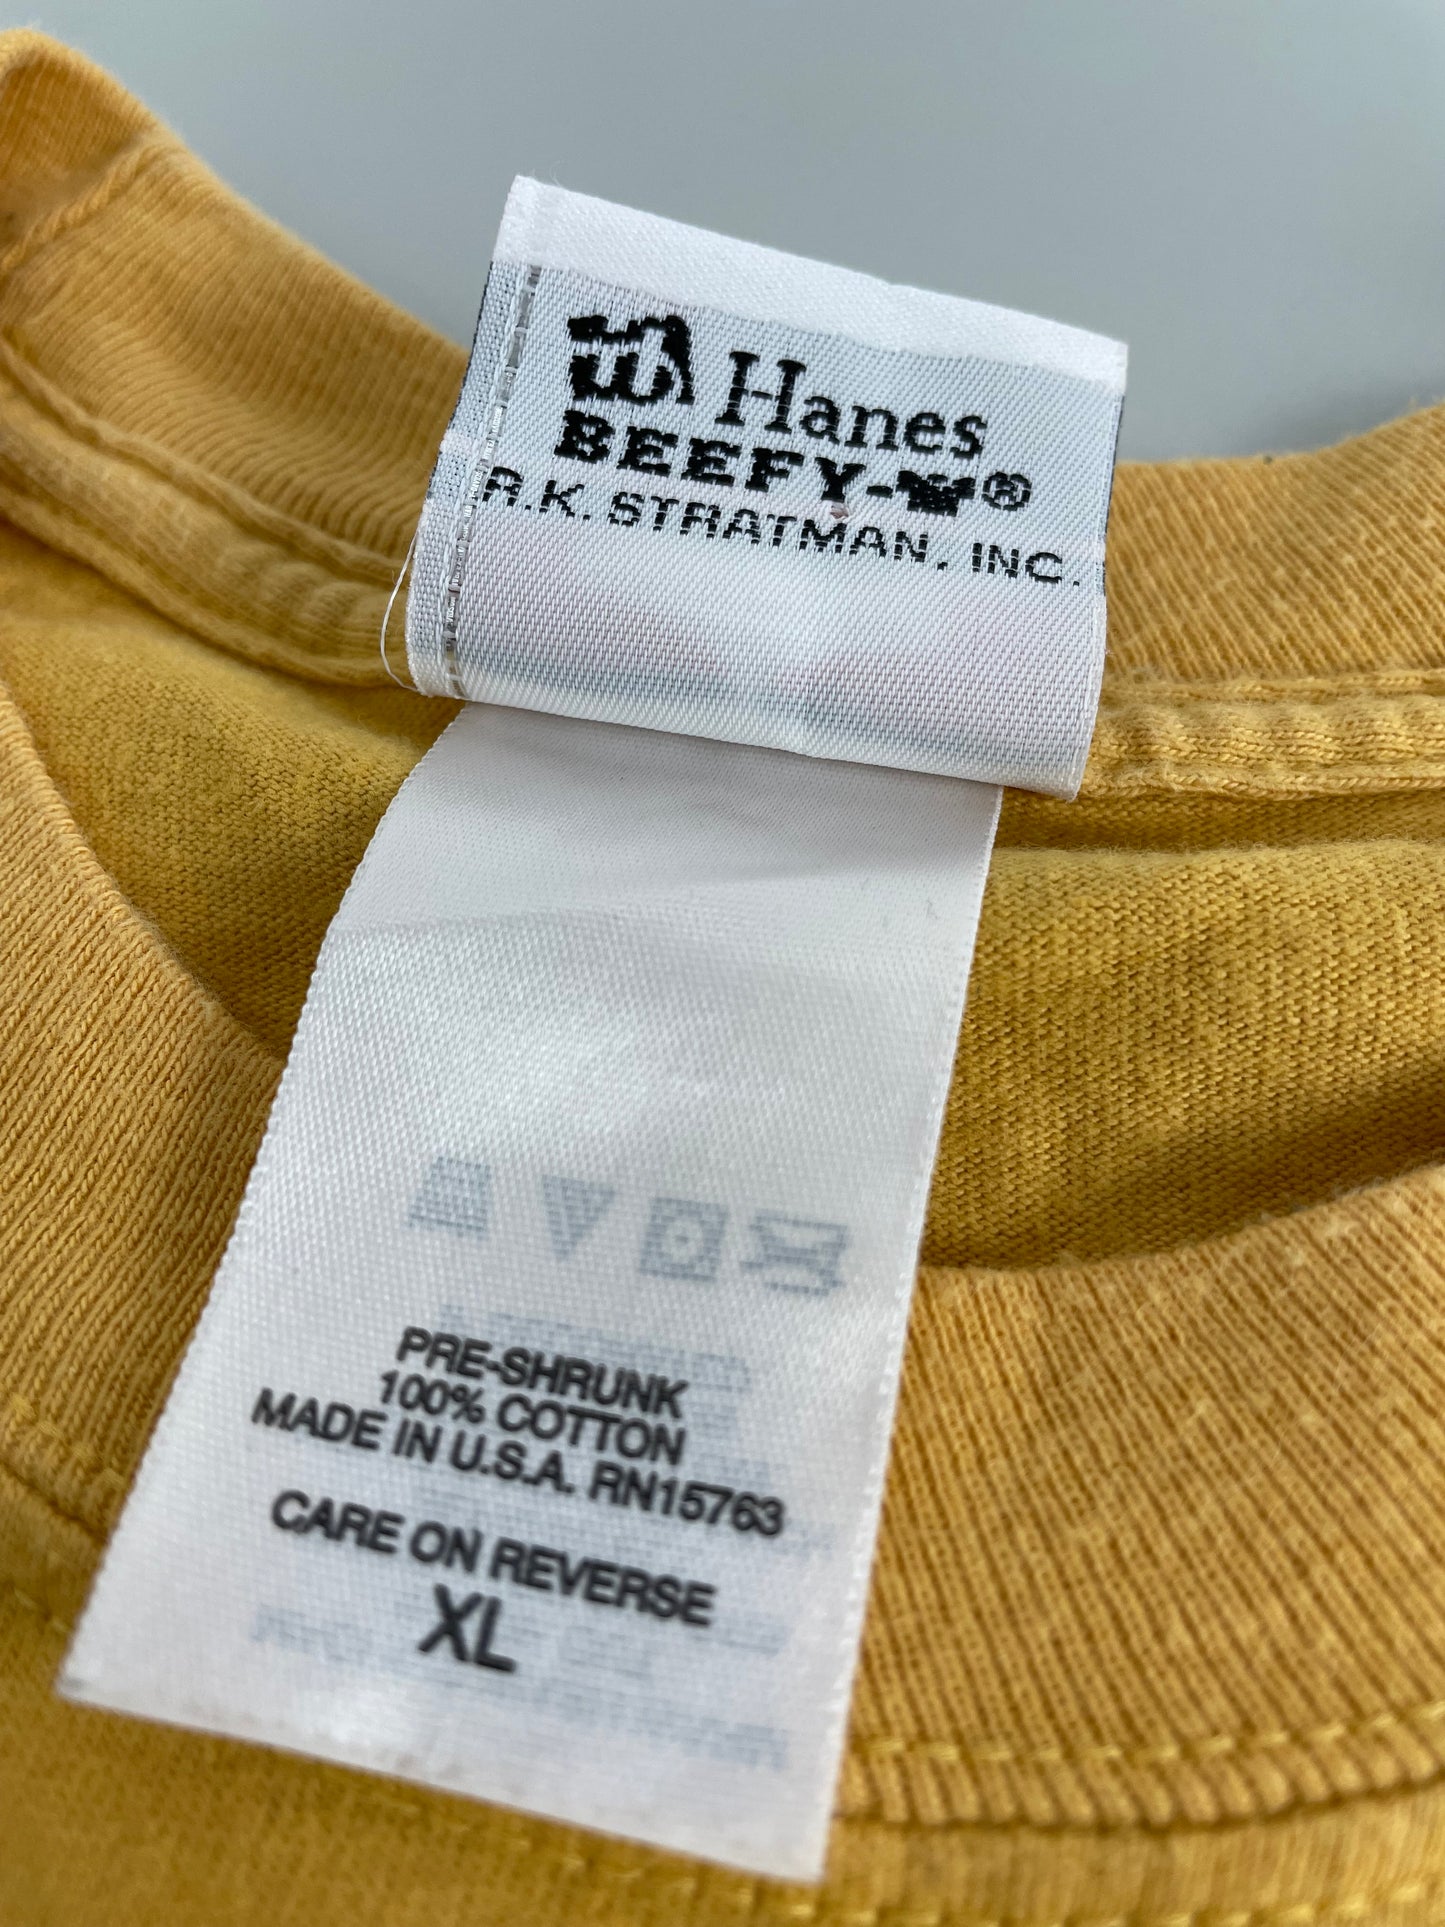 Hanes
BEEFY-®
R.K. STRATMAN, INC.
PRE-SHRUNK
100% COTTON
MADE IN U.S.A. RN15763
CARE ON REVERSE
XL